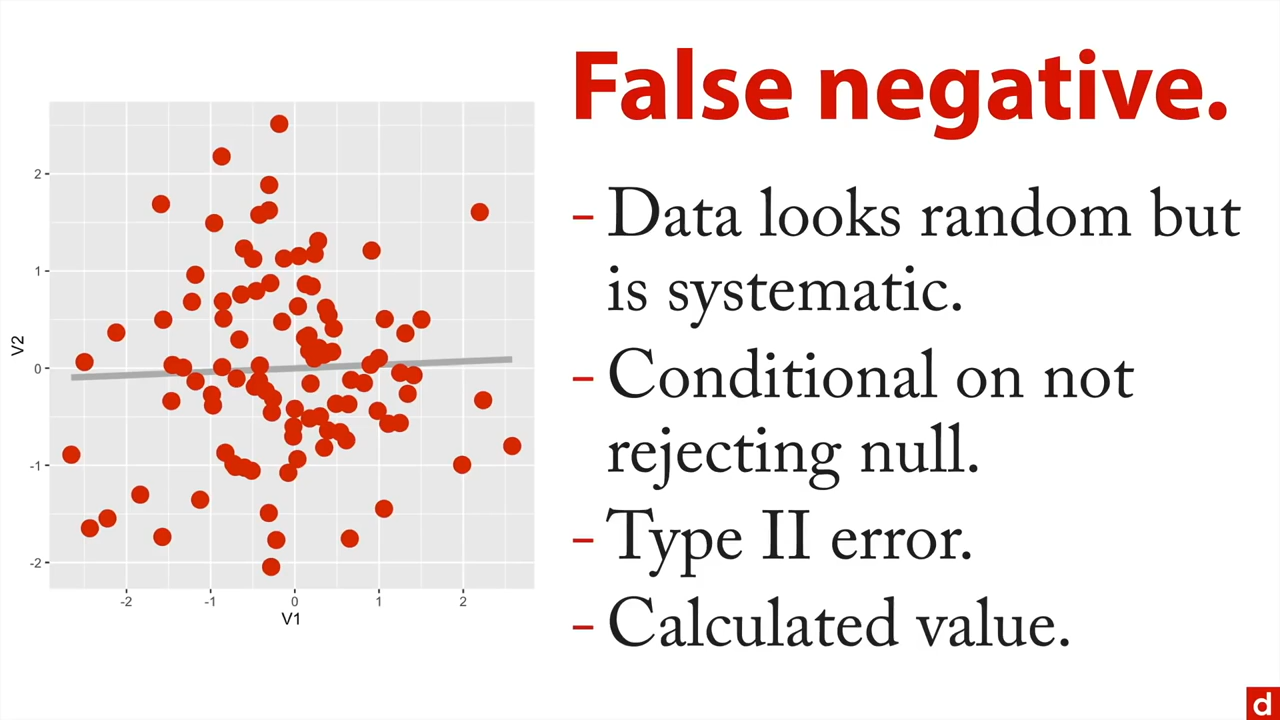 False negative.
– Data looks random but
is systematic.
– Conditional on not
rejecting null.
– Type II error.
– Calculated value.
V2
2
1
0
-1
-2
-2 -1 0 1 2
V1
d